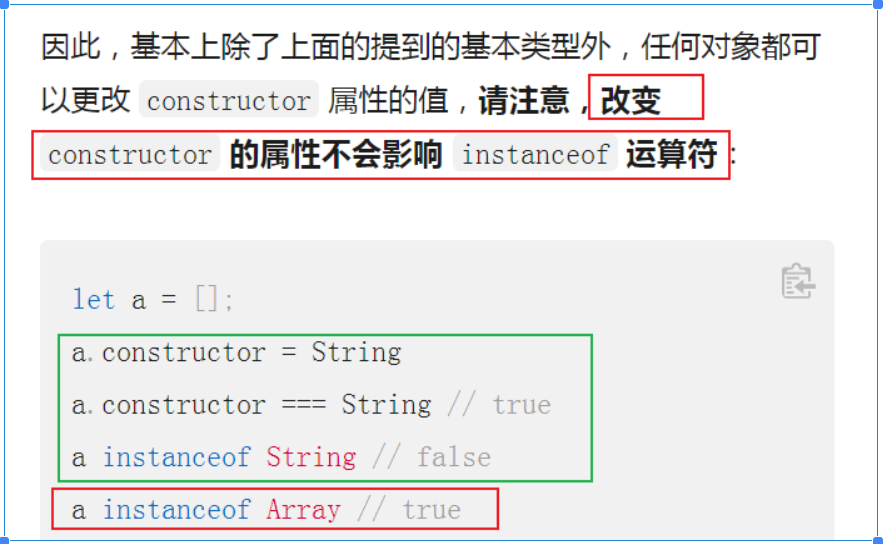 因此，基本上除了上面的提到的基本类型外，任何对象都可
以更改 constructor 属性的值，请注意，改变
constructor 的属性不会影响 instanceof 运算符：
let a = [];
a.constructor = String
a.constructor === String // true
a instanceof String // false
a instanceof Array // true